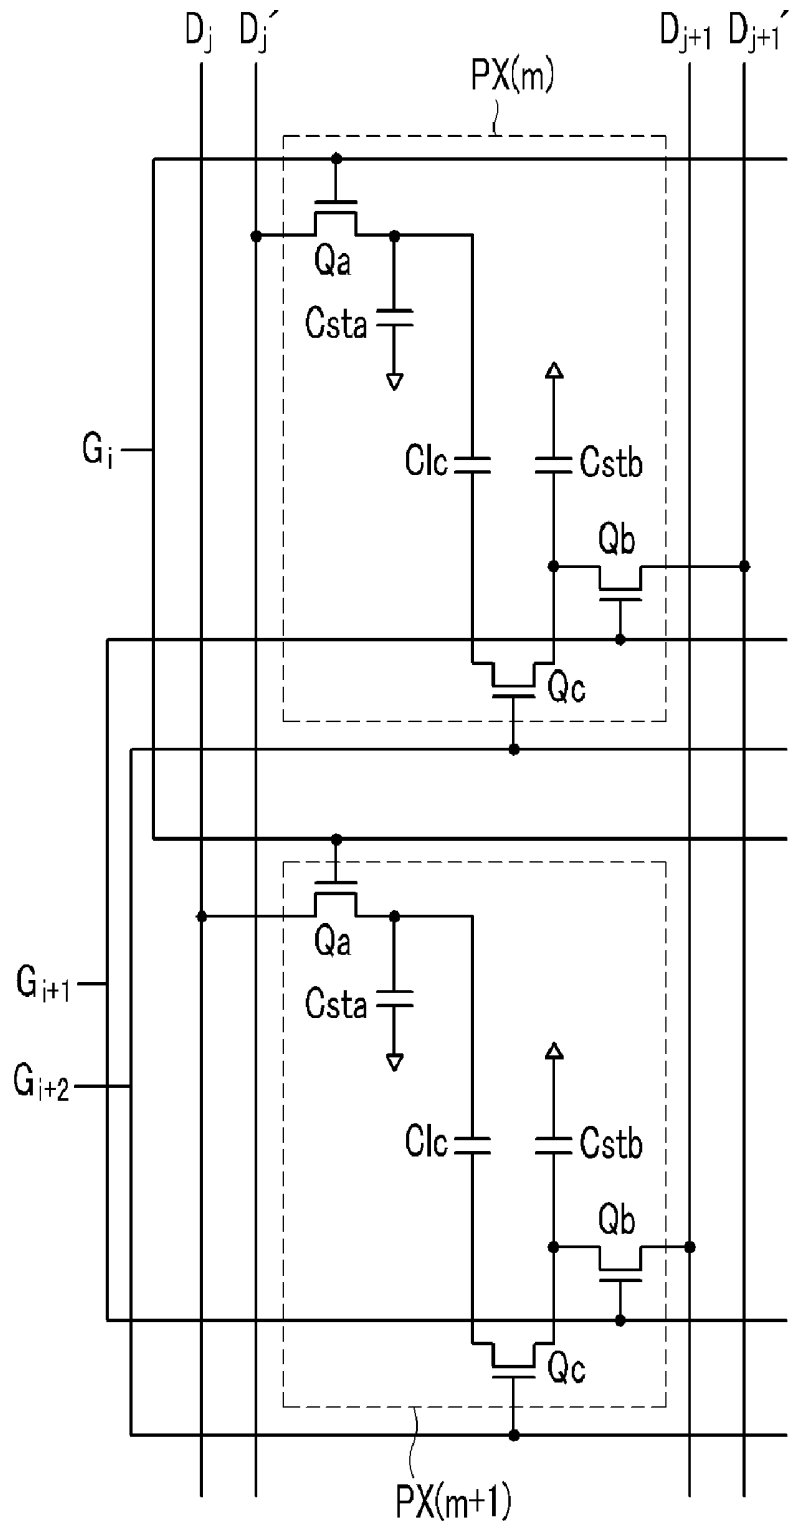 Dj Dj´ Dj+1 Dj+1´
PX(m)
Qa
Csta
Gi
Clc
Cstb
Qb
Qc
Qa
Gi+1
Csta
Gi+2
Clc
Cstb
Qb
Qc
PX(m+1)